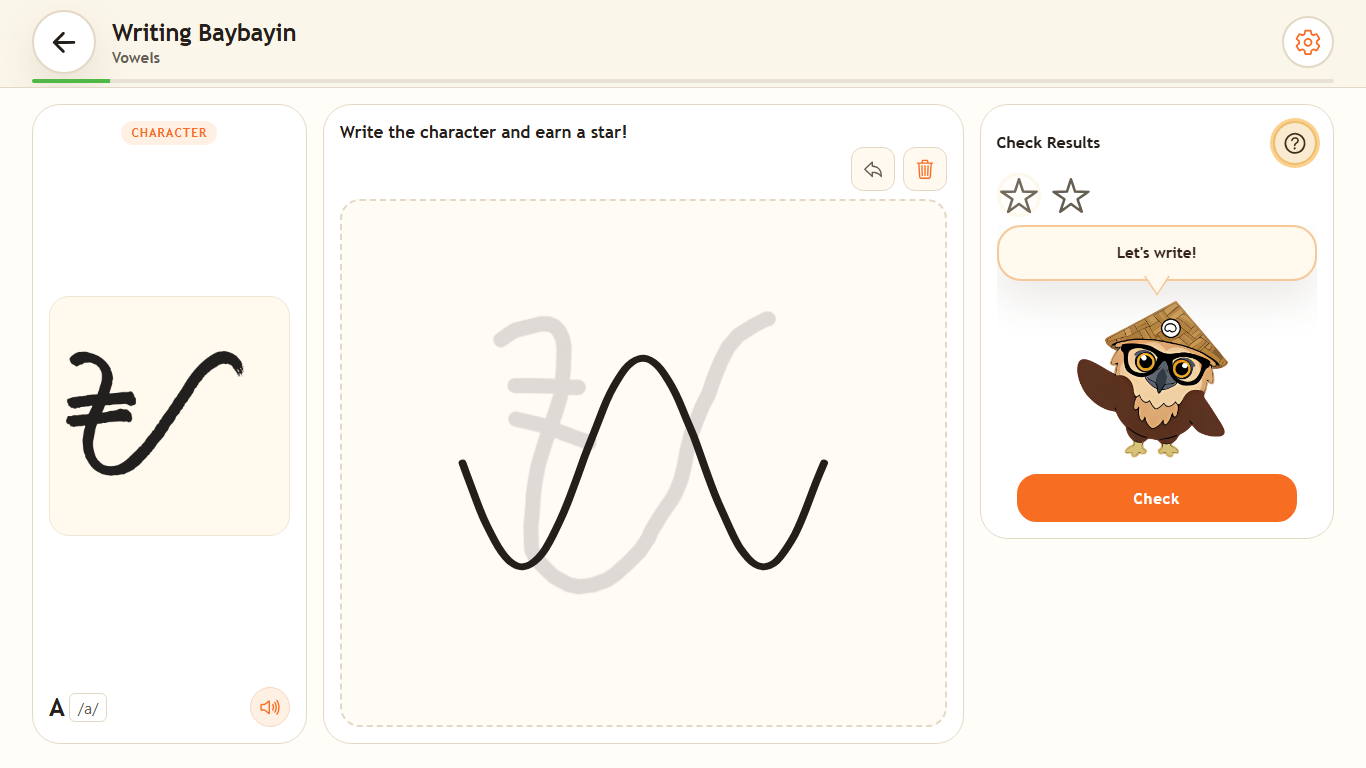 Writing Baybayin
Vowels
CHARACTER
ᜀ
A /a/
Write the character and earn a star!
ᜀ
Check Results
?
Let's write!
Check